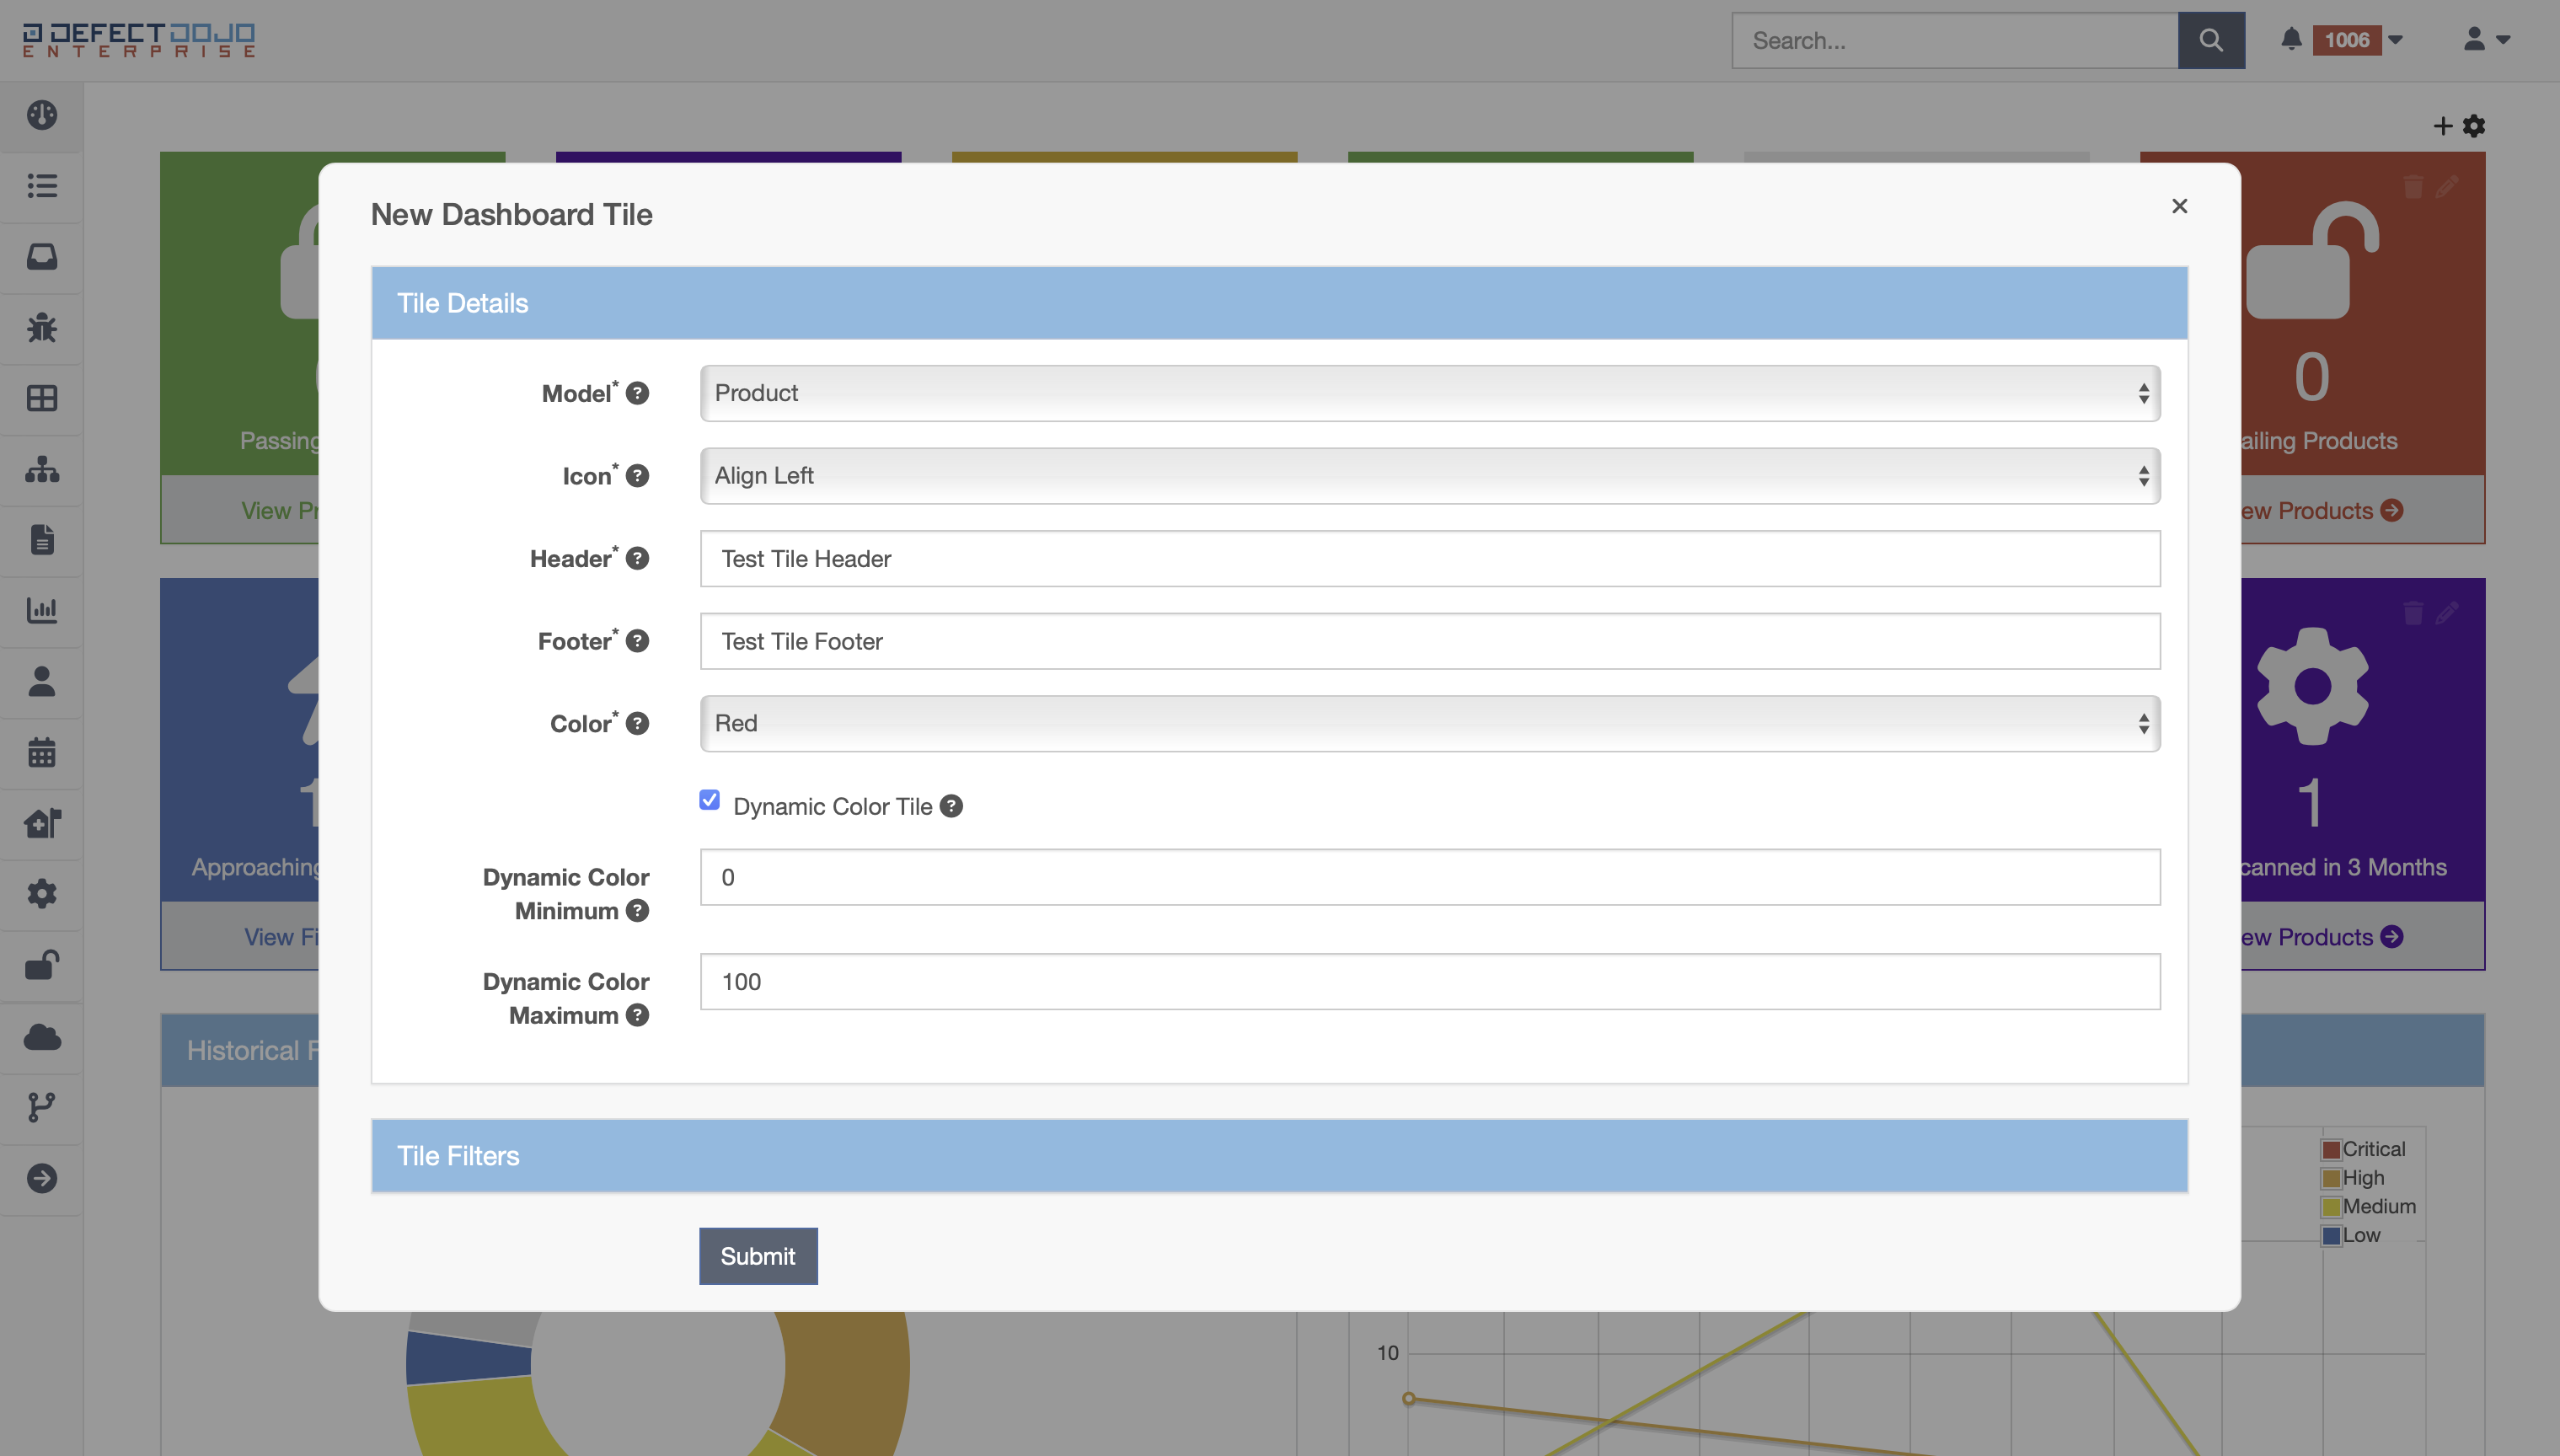 DEFECTDOJO
ENTERPRISE
Search...
1006
New Dashboard Tile
Tile Details
Model* ?
Product
Icon* ?
Align Left
Header* ?
Test Tile Header
Footer* ?
Test Tile Footer
Color* ?
Red
Dynamic Color Tile ?
Dynamic Color
Minimum ?
0
Dynamic Color
Maximum ?
100
Tile Filters
Submit
Passing
View Pr
0
ailing Products
ew Products
1
Approaching
View Fi
1
canned in 3 Months
ew Products
Historical F
Critical
High
Medium
Low
10